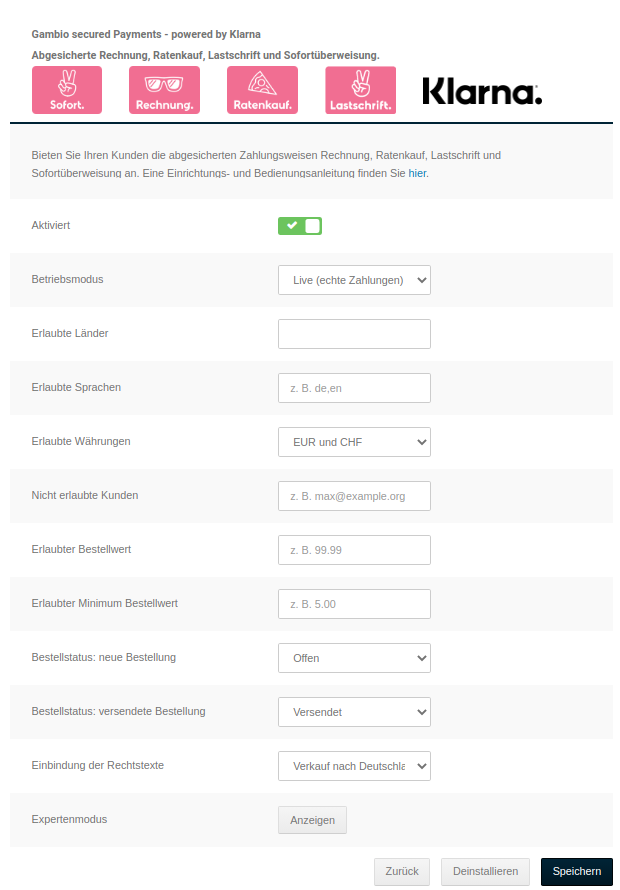 Gambio secured Payments - powered by Klarna
Abgesicherte Rechnung, Ratenkauf, Lastschrift und Sofortüberweisung.
Sofort. Rechnung. Ratenkauf. Lastschrift. Klarna.
Bieten Sie Ihren Kunden die abgesicherten Zahlungsweisen Rechnung, Ratenkauf, Lastschrift und
Sofortüberweisung an. Eine Einrichtungs- und Bedienungsanleitung finden Sie hier.
Aktiviert
Betriebsmodus Live (echte Zahlungen)
Erlaubte Länder
Erlaubte Sprachen z. B. de,en
Erlaubte Währungen EUR und CHF
Nicht erlaubte Kunden z. B. max@example.org
Erlaubter Bestellwert z. B. 99.99
Erlaubter Minimum Bestellwert z. B. 5.00
Bestellstatus: neue Bestellung Offen
Bestellstatus: versendete Bestellung Versendet
Einbindung der Rechtstexte Verkauf nach Deutschla
Expertenmodus Anzeigen
Zurück Deinstallieren Speichern